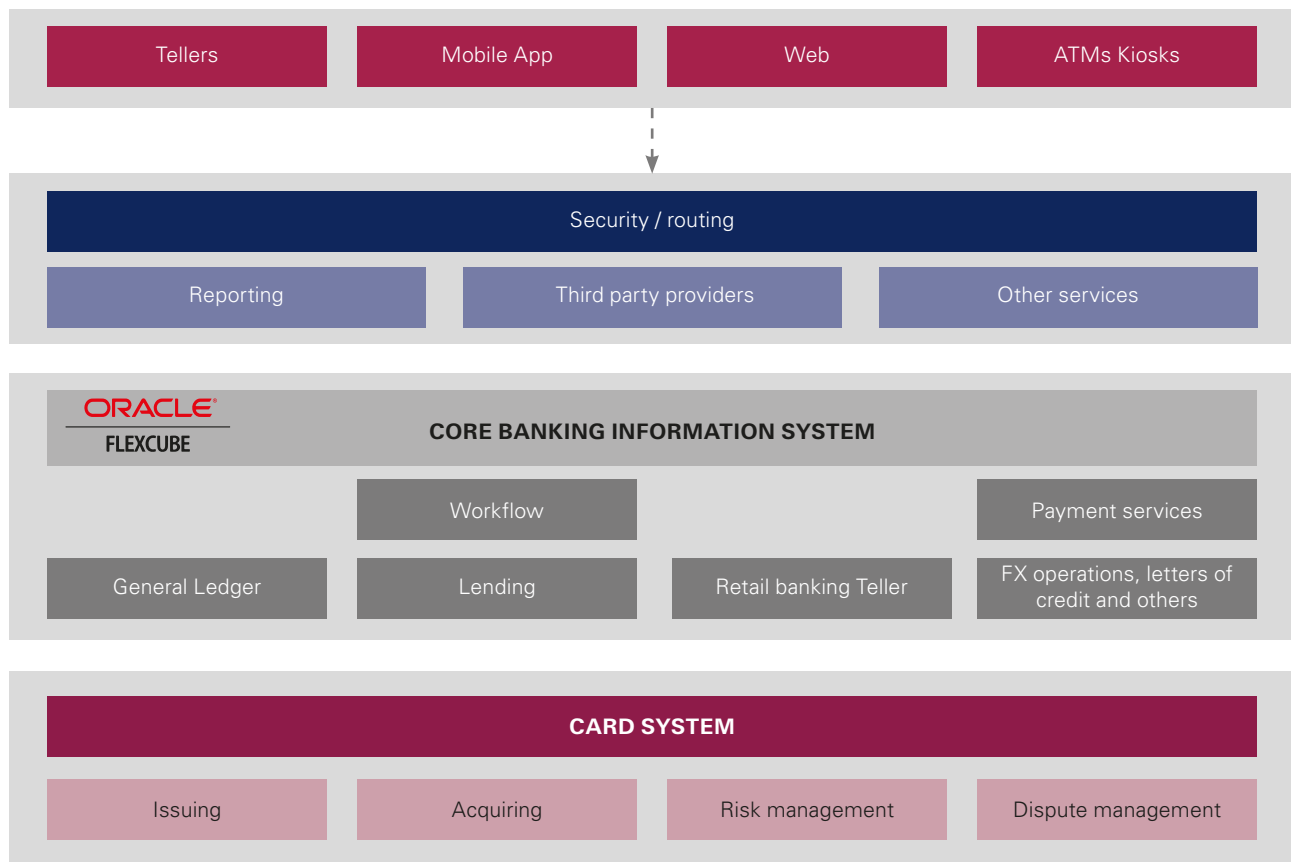 Tellers
Mobile App
Web
ATMs Kiosks
Security / routing
Reporting
Third party providers
Other services
ORACLE®
FLEXCUBE
CORE BANKING INFORMATION SYSTEM
Workflow
Payment services
General Ledger
Lending
Retail banking Teller
FX operations, letters of
credit and others
CARD SYSTEM
Issuing
Acquiring
Risk management
Dispute management